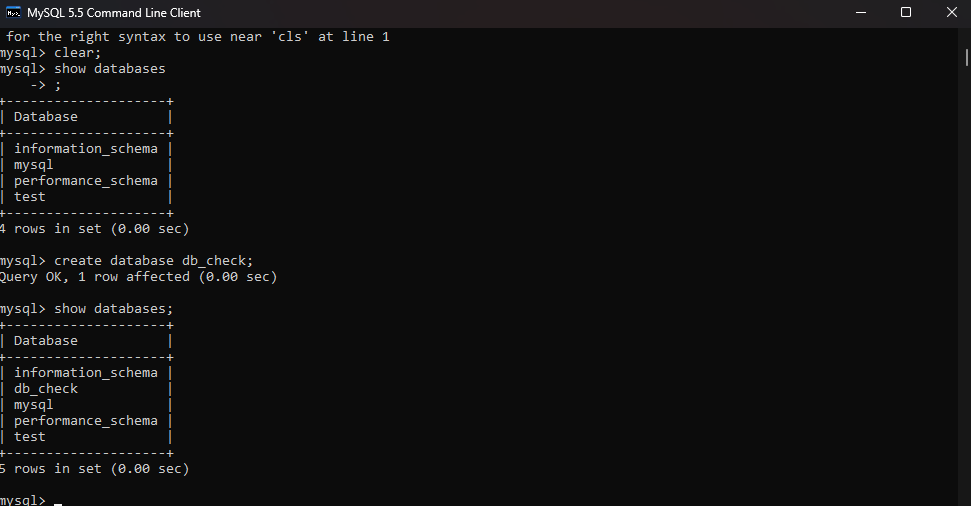 MySQL 5.5 Command Line Client
for the right syntax to use near 'cls' at line 1
mysql> clear;
mysql> show databases
    -> ;
+--------------------+
| Database           |
+--------------------+
| information_schema |
| mysql              |
| performance_schema |
| test               |
+--------------------+
4 rows in set (0.00 sec)
mysql> create database db_check;
Query OK, 1 row affected (0.00 sec)
mysql> show databases;
+--------------------+
| Database           |
+--------------------+
| information_schema |
| db_check           |
| mysql              |
| performance_schema |
| test               |
+--------------------+
5 rows in set (0.00 sec)
mysql>